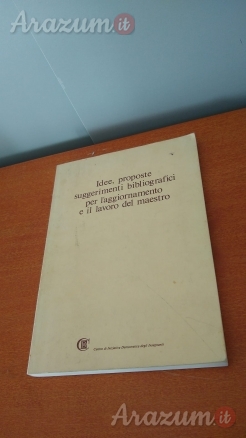 Arazum.it
Idee, proposte
suggerimenti bibliografici
per l'aggiornamento
e il lavoro del maestro
Arazum.it